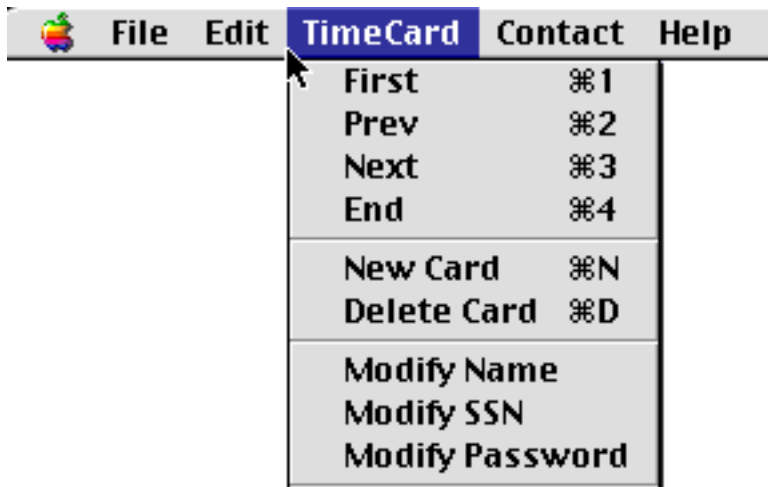 File Edit TimeCard Contact Help
First ⌘1
Prev ⌘2
Next ⌘3
End ⌘4
New Card ⌘N
Delete Card ⌘D
Modify Name
Modify SSN
Modify Password